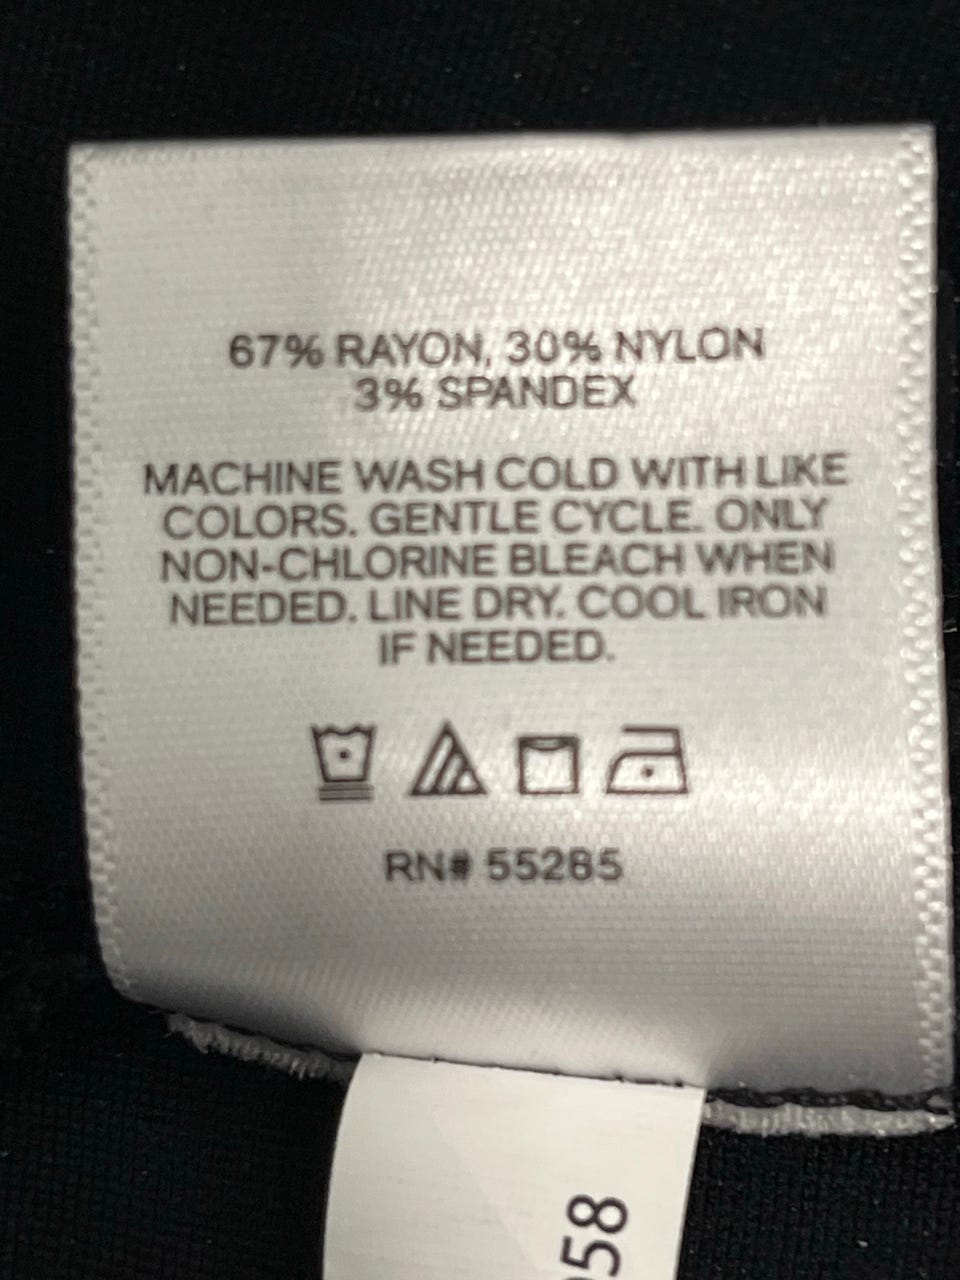 67% RAYON, 30% NYLON
3% SPANDEX
MACHINE WASH COLD WITH LIKE
COLORS. GENTLE CYCLE. ONLY
NON-CHLORINE BLEACH WHEN
NEEDED. LINE DRY. COOL IRON
IF NEEDED.
RN# 55285
58